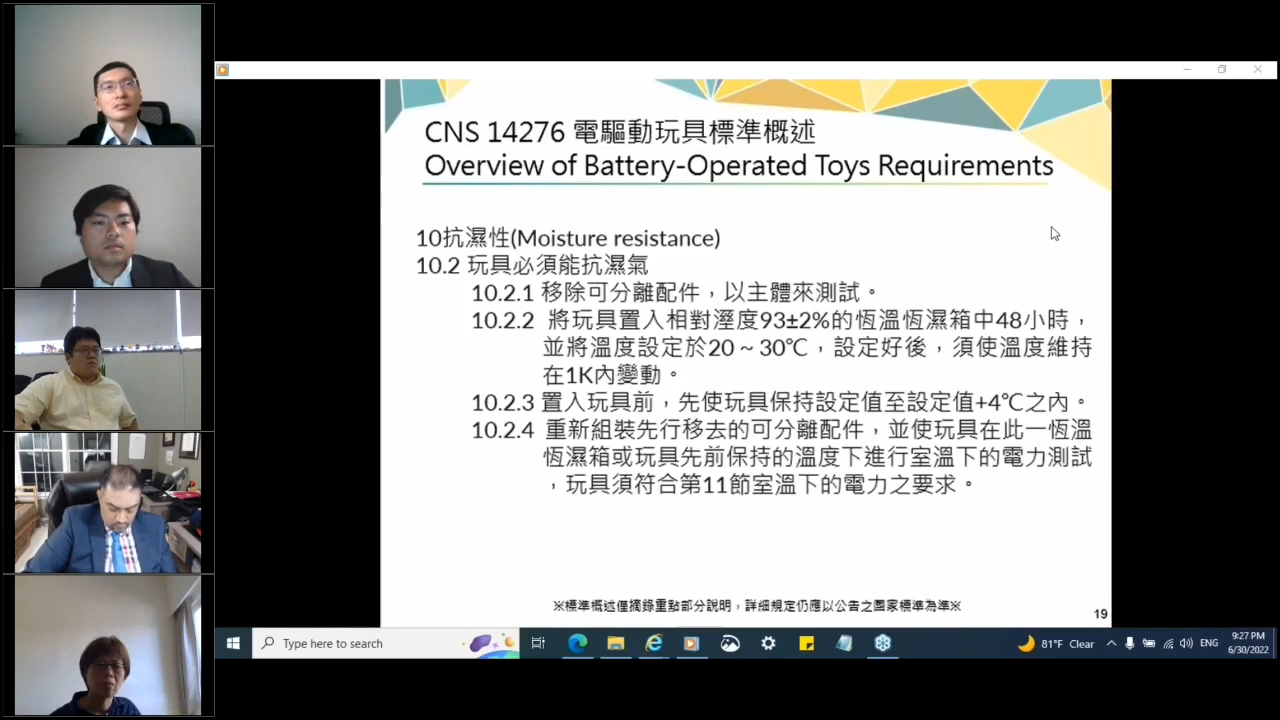 CNS 14276 電驅動玩具標準概述
Overview of Battery-Operated Toys Requirements
10抗濕性(Moisture resistance)
10.2 玩具必須能抗濕氣
10.2.1 移除可分離配件，以主體來測試。
10.2.2 將玩具置入相對溼度93±2%的恆溫恆濕箱中48小時，
並將溫度設定於20～30℃，設定好後，須使溫度維持
在1K內變動。
10.2.3 置入玩具前，先使玩具保持設定值至設定值+4℃之內。
10.2.4 重新組裝先行移去的可分離配件，並使玩具在此一恆溫
恆濕箱或玩具先前保持的溫度下進行室溫下的電力測試
，玩具須符合第11節室溫下的電力之要求。
※標準概述僅摘錄重點部分說明，詳細規定仍應以公告之國家標準為準※
19
Type here to search
81°F Clear
ENG
9:27 PM
6/30/2022